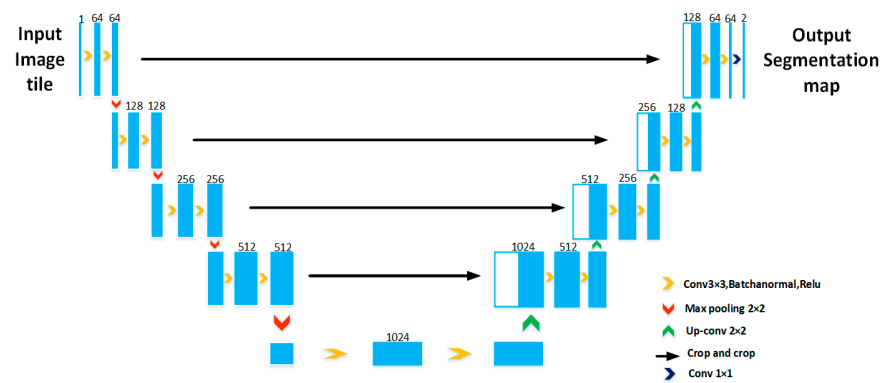 Input
Image
tile
1 64 64
128 64 64 2
Output
Segmentation
map
128 128
256 128
256 256
512 256
512 512
1024 512
1024
Conv3×3,Batchanormal,Relu
Max pooling 2×2
Up-conv 2×2
Crop and crop
Conv 1×1